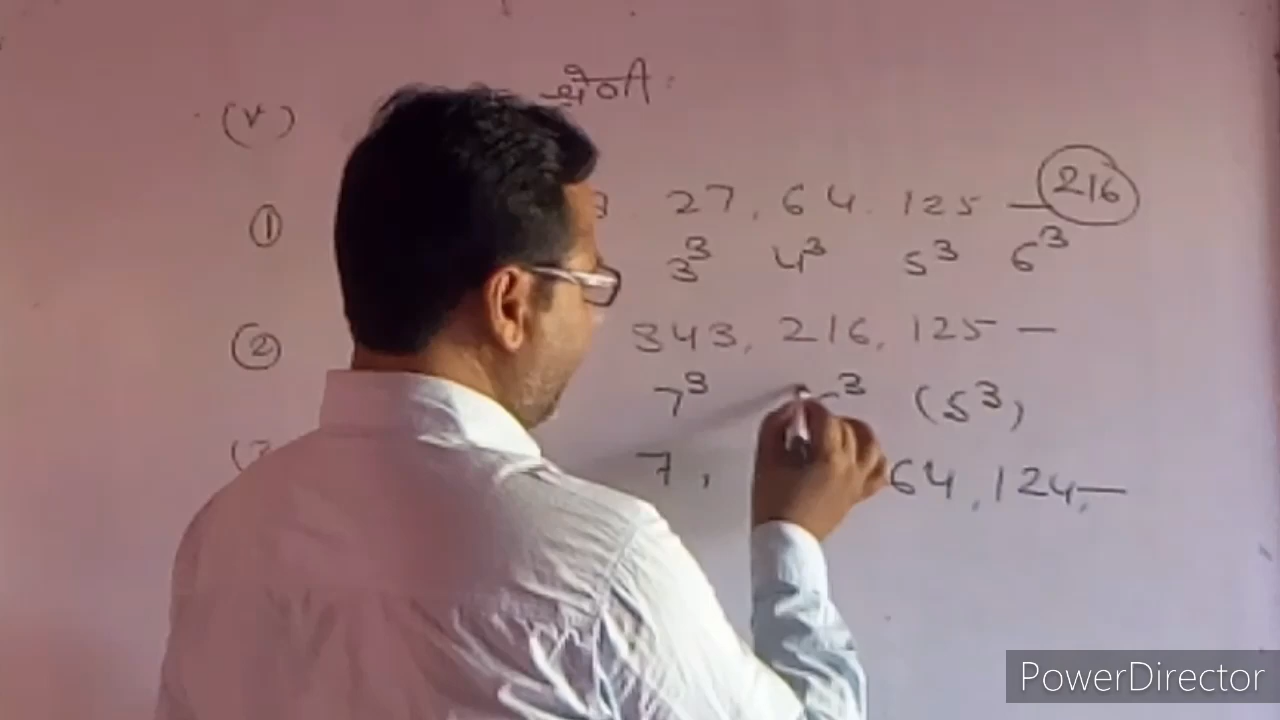 (४) श्रेणी
① 27, 64, 125 — 216
3³ 4³ 5³ 6³
② 343, 216, 125 —
7³ ³ (5³)
7, 64, 124, —
PowerDirector